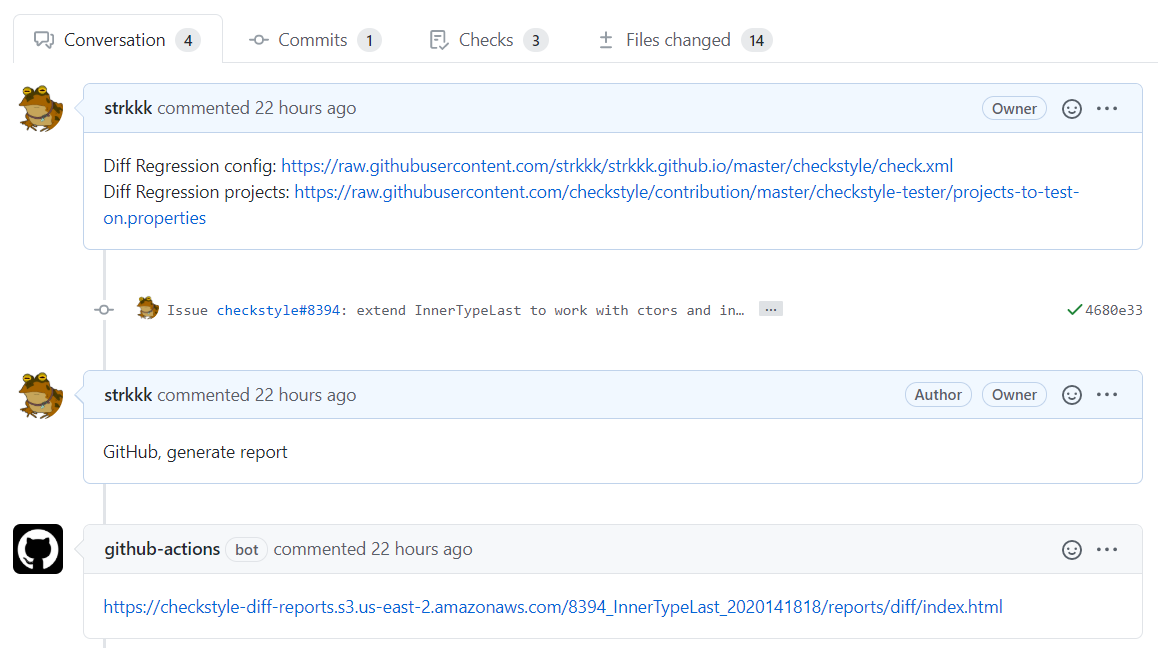 Conversation 4 Commits 1 Checks 3 Files changed 14
strkkk commented 22 hours ago Owner
Diff Regression config: https://raw.githubusercontent.com/strkkk/strkkk.github.io/master/checkstyle/check.xml
Diff Regression projects: https://raw.githubusercontent.com/checkstyle/contribution/master/checkstyle-tester/projects-to-test-
on.properties
Issue checkstyle#8394: extend InnerTypeLast to work with ctors and in… ... 4680e33
strkkk commented 22 hours ago Author Owner
GitHub, generate report
github-actions bot commented 22 hours ago
https://checkstyle-diff-reports.s3.us-east-2.amazonaws.com/8394_InnerTypeLast_2020141818/reports/diff/index.html